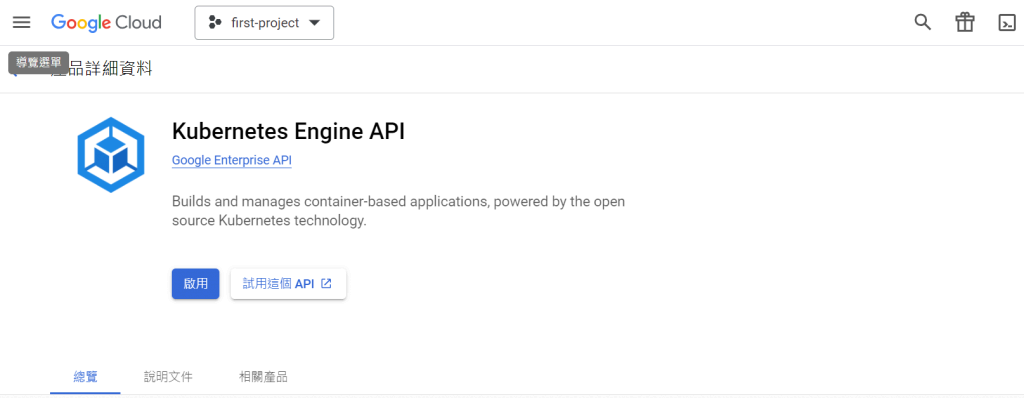 Google Cloud
first-project
導覽選單
品詳細資料
Kubernetes Engine API
Google Enterprise API
Builds and manages container-based applications, powered by the open
source Kubernetes technology.
啟用
試用這個 API
總覽
說明文件
相關產品